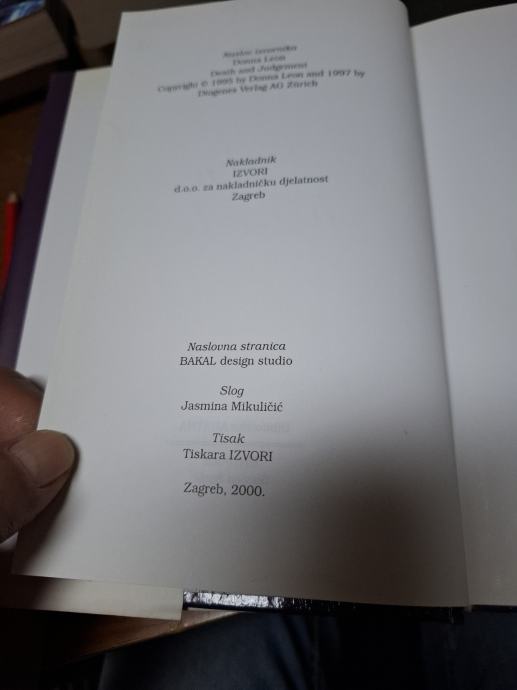 Naslov izvornika
Donna Leon
Death and Judgement
Copyright © 1995 by Donna Leon and 1997 by
Diogenes Verlag AG Zürich
Nakladnik
IZVORI
d.o.o. za nakladničku djelatnost
Zagreb
Naslovna stranica
BAKAL design studio
Slog
Jasmina Mikuličić
Tisak
Tiskara IZVORI
Zagreb, 2000.